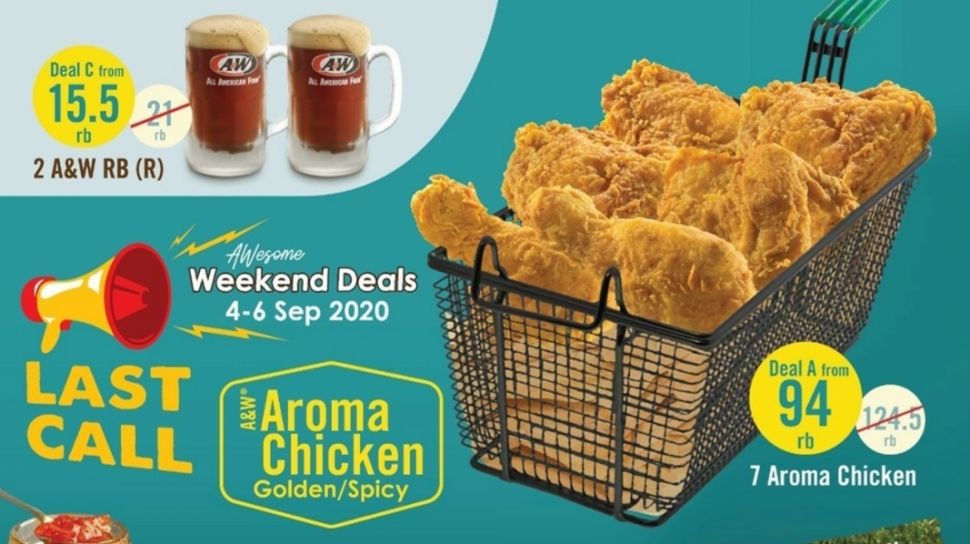 Deal C from
15.5
rb
21
rb
2 A&W RB (R)
A&W
ALL AMERICAN FOOD
A&W
ALL AMERICAN FOOD
AWesome
Weekend Deals
4-6 Sep 2020
LAST
CALL
A&W®
Aroma
Chicken
Golden/Spicy
Deal A from
94
rb
124.5
rb
7 Aroma Chicken